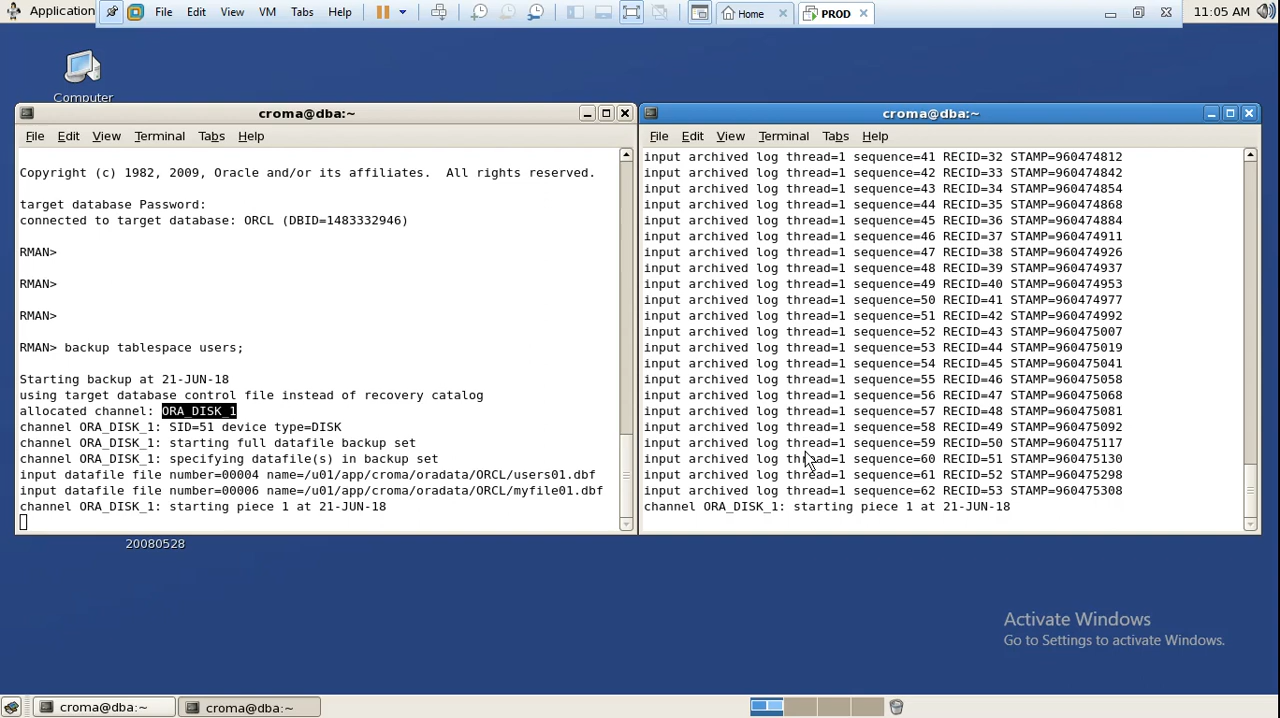 Application File Edit View VM Tabs Help Home PROD 11:05 AM
Computer
croma@dba:~
File Edit View Terminal Tabs Help
Copyright (c) 1982, 2009, Oracle and/or its affiliates.  All rights reserved.
target database Password:
connected to target database: ORCL (DBID=1483332946)
RMAN>
RMAN>
RMAN>
RMAN> backup tablespace users;
Starting backup at 21-JUN-18
using target database control file instead of recovery catalog
allocated channel: ORA_DISK_1
channel ORA_DISK_1: SID=51 device type=DISK
channel ORA_DISK_1: starting full datafile backup set
channel ORA_DISK_1: specifying datafile(s) in backup set
input datafile file number=00004 name=/u01/app/croma/oradata/ORCL/users01.dbf
input datafile file number=00006 name=/u01/app/croma/oradata/ORCL/myfile01.dbf
channel ORA_DISK_1: starting piece 1 at 21-JUN-18
croma@dba:~
File Edit View Terminal Tabs Help
input archived log thread=1 sequence=41 RECID=32 STAMP=960474812
input archived log thread=1 sequence=42 RECID=33 STAMP=960474842
input archived log thread=1 sequence=43 RECID=34 STAMP=960474854
input archived log thread=1 sequence=44 RECID=35 STAMP=960474868
input archived log thread=1 sequence=45 RECID=36 STAMP=960474884
input archived log thread=1 sequence=46 RECID=37 STAMP=960474911
input archived log thread=1 sequence=47 RECID=38 STAMP=960474926
input archived log thread=1 sequence=48 RECID=39 STAMP=960474937
input archived log thread=1 sequence=49 RECID=40 STAMP=960474953
input archived log thread=1 sequence=50 RECID=41 STAMP=960474977
input archived log thread=1 sequence=51 RECID=42 STAMP=960474992
input archived log thread=1 sequence=52 RECID=43 STAMP=960475007
input archived log thread=1 sequence=53 RECID=44 STAMP=960475019
input archived log thread=1 sequence=54 RECID=45 STAMP=960475041
input archived log thread=1 sequence=55 RECID=46 STAMP=960475058
input archived log thread=1 sequence=56 RECID=47 STAMP=960475068
input archived log thread=1 sequence=57 RECID=48 STAMP=960475081
input archived log thread=1 sequence=58 RECID=49 STAMP=960475092
input archived log thread=1 sequence=59 RECID=50 STAMP=960475117
input archived log thread=1 sequence=60 RECID=51 STAMP=960475130
input archived log thread=1 sequence=61 RECID=52 STAMP=960475298
input archived log thread=1 sequence=62 RECID=53 STAMP=960475308
channel ORA_DISK_1: starting piece 1 at 21-JUN-18
20080528
Activate Windows
Go to Settings to activate Windows.
croma@dba:~ croma@dba:~